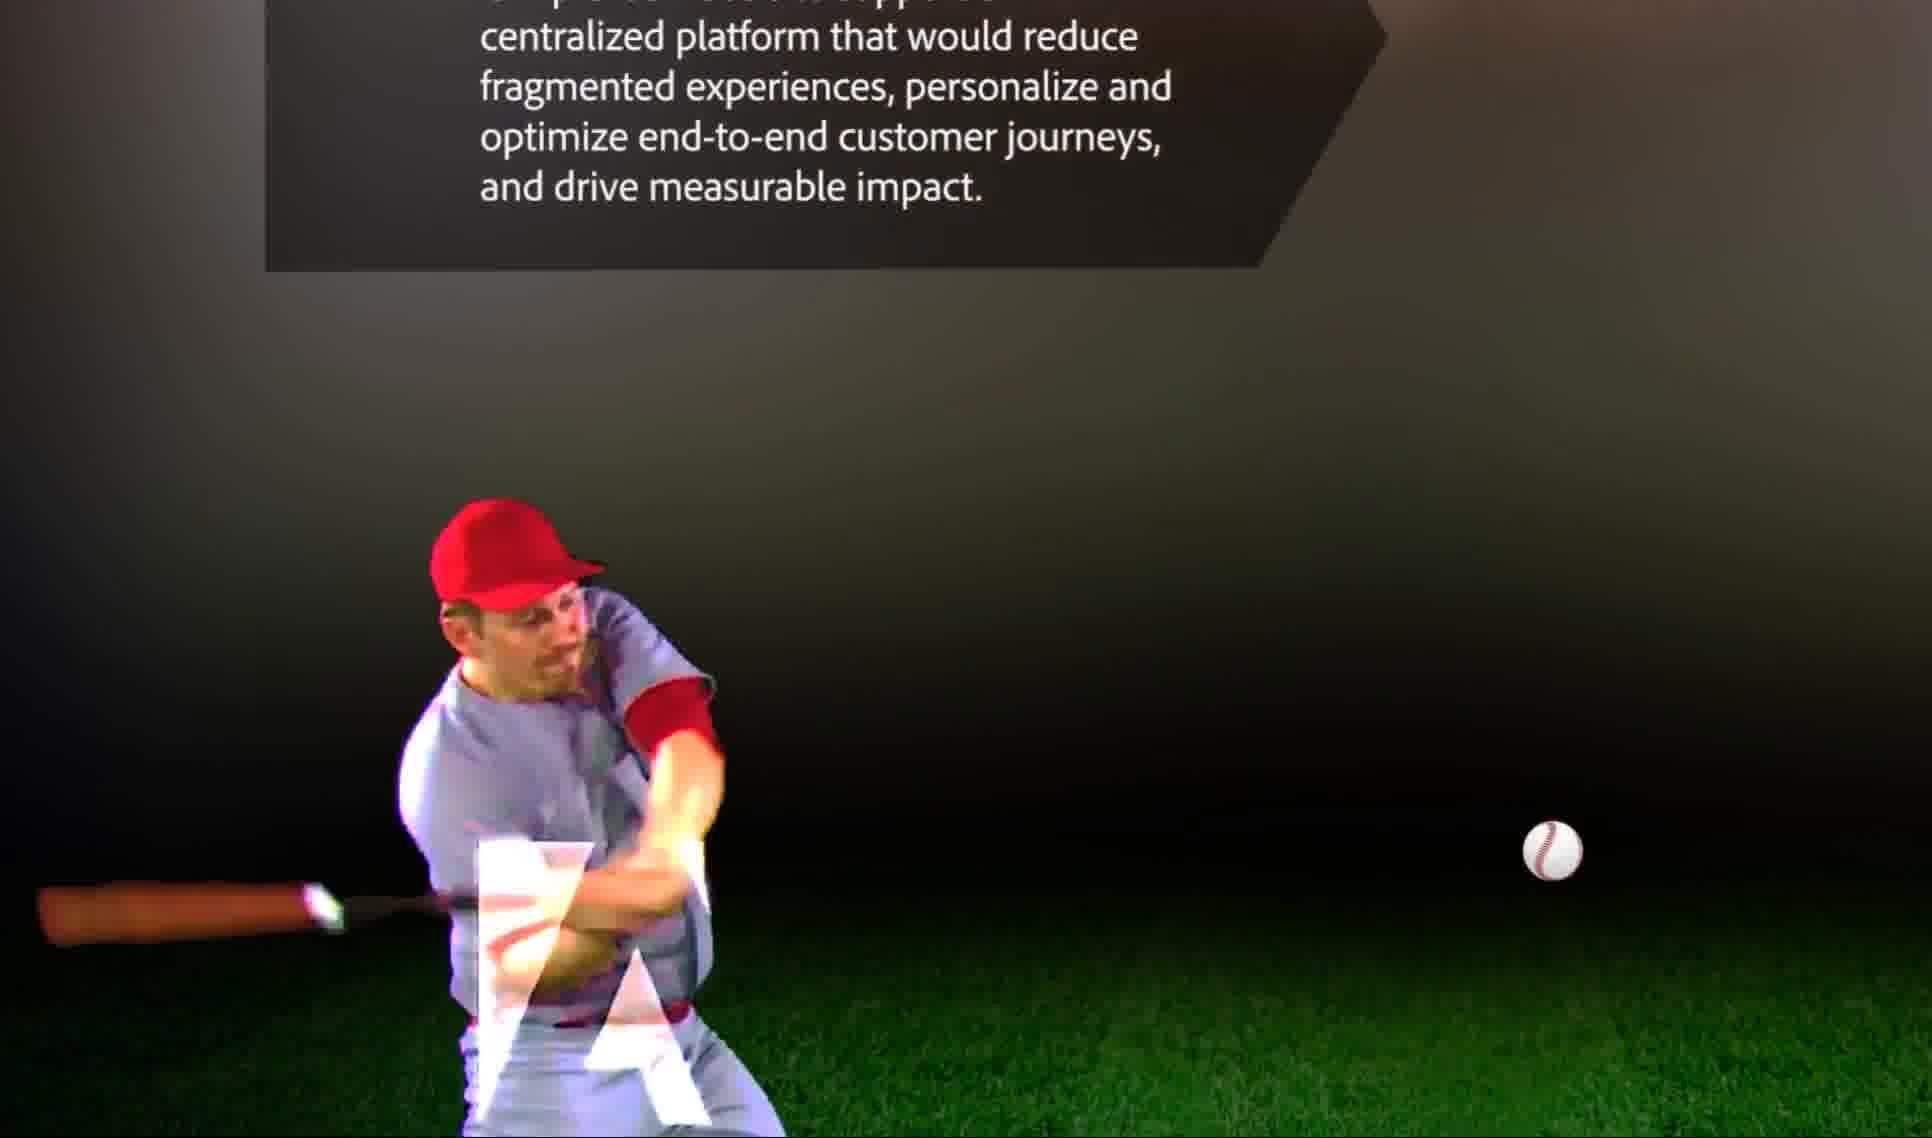 centralized platform that would reduce
fragmented experiences, personalize and
optimize end-to-end customer journeys,
and drive measurable impact.